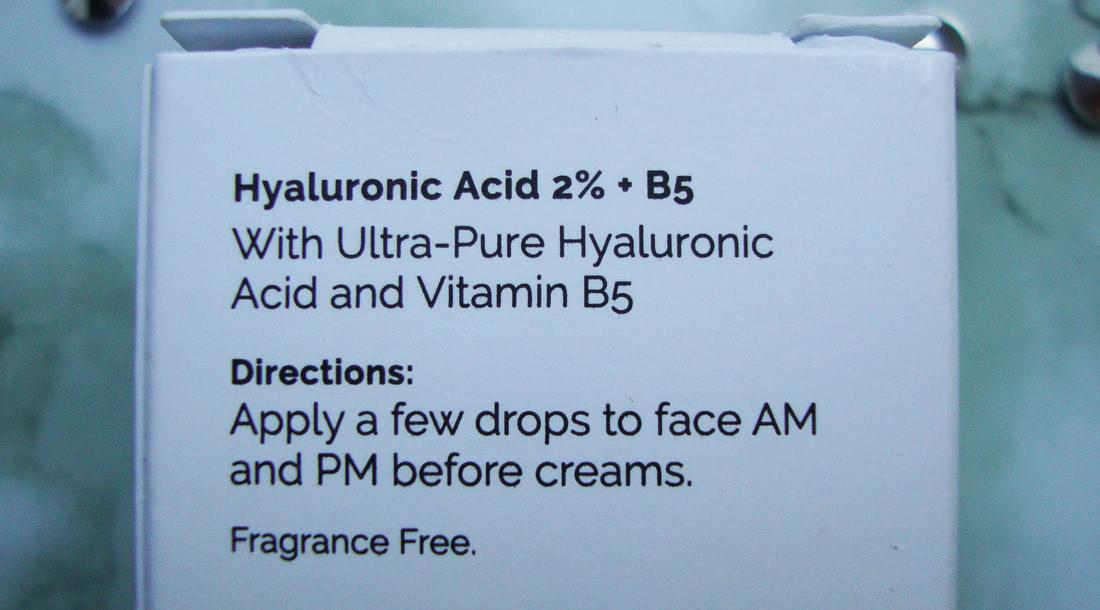 Hyaluronic Acid 2% + B5
With Ultra-Pure Hyaluronic
Acid and Vitamin B5
Directions:
Apply a few drops to face AM
and PM before creams.
Fragrance Free.